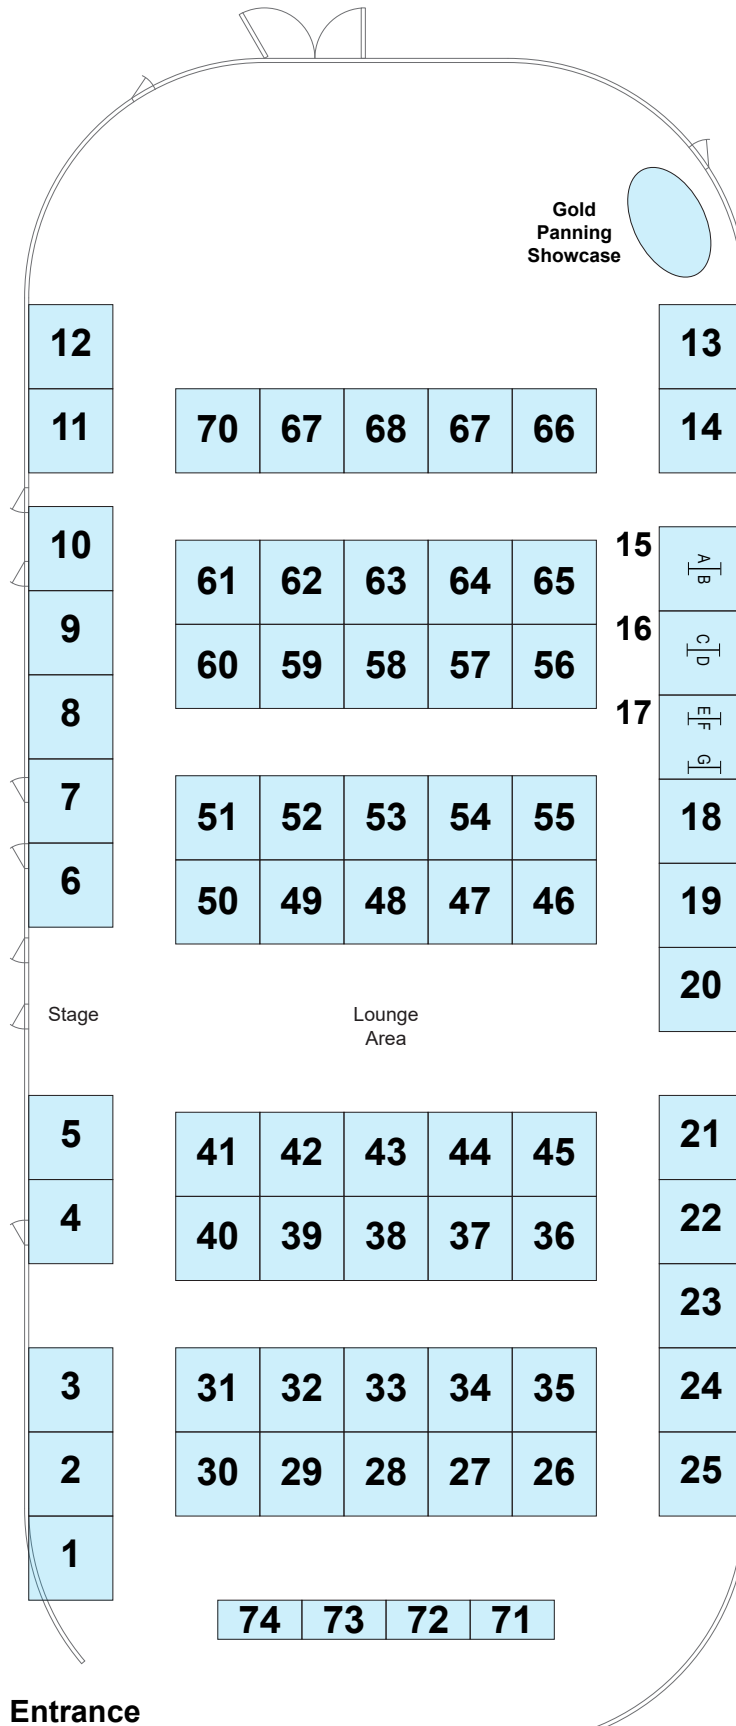 Gold
Panning
Showcase
12
13
11
70 67 68 67 66
14
10
15
A
B
61 62 63 64 65
9
16
C
D
60 59 58 57 56
8
17
E
F
G
7
51 52 53 54 55
18
6
50 49 48 47 46
19
20
Stage
Lounge
Area
5
41 42 43 44 45
21
4
40 39 38 37 36
22
23
3
31 32 33 34 35
24
2
30 29 28 27 26
25
1
74 73 72 71
Entrance